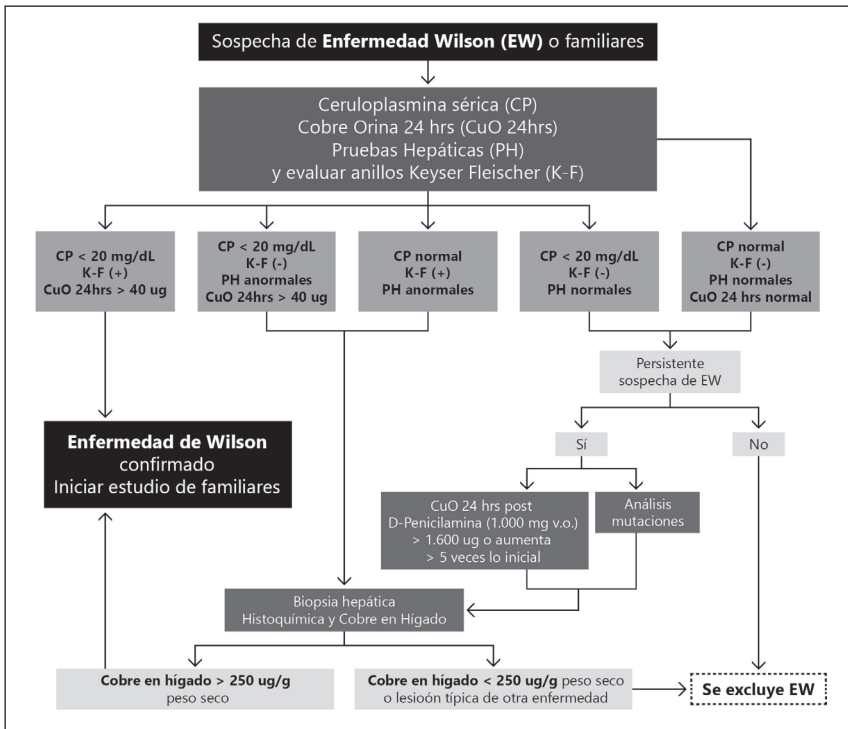 Sospecha de Enfermedad Wilson (EW) o familiares
Ceruloplasmina sérica (CP)
Cobre Orina 24 hrs (CuO 24hrs)
Pruebas Hepáticas (PH)
y evaluar anillos Keyser Fleischer (K-F)
CP < 20 mg/dL
K-F (+)
CuO 24hrs > 40 ug
CP < 20 mg/dL
K-F (-)
PH anormales
CuO 24hrs > 40 ug
CP normal
K-F (+)
PH anormales
CP < 20 mg/dL
K-F (-)
PH normales
CP normal
K-F (-)
PH normales
CuO 24 hrs normal
Persistente
sospecha de EW
Sí
No
Enfermedad de Wilson
confirmado
Iniciar estudio de familiares
CuO 24 hrs post
D-Penicilamina (1.000 mg v.o.)
> 1.600 ug o aumenta
> 5 veces lo inicial
Análisis
mutaciones
Biopsia hepática
Histoquímica y Cobre en Hígado
Cobre en hígado > 250 ug/g
peso seco
Cobre en hígado < 250 ug/g peso seco
o lesioón típica de otra enfermedad
Se excluye EW